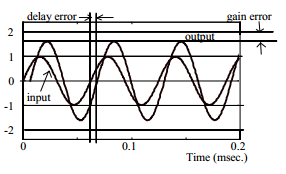 delay error gain error
2 output
1
0
input
-1
-2
0 0.1 0.2
Time (msec.)